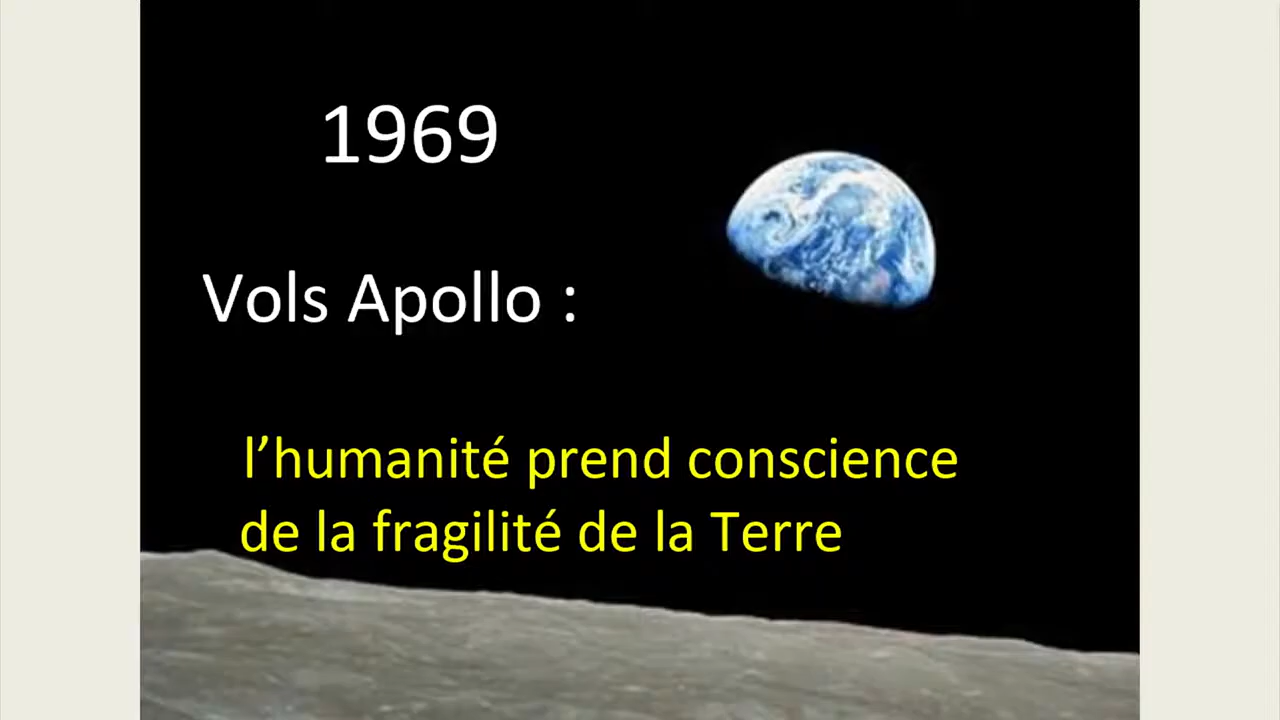 1969
Vols Apollo :
l’humanité prend conscience
de la fragilité de la Terre